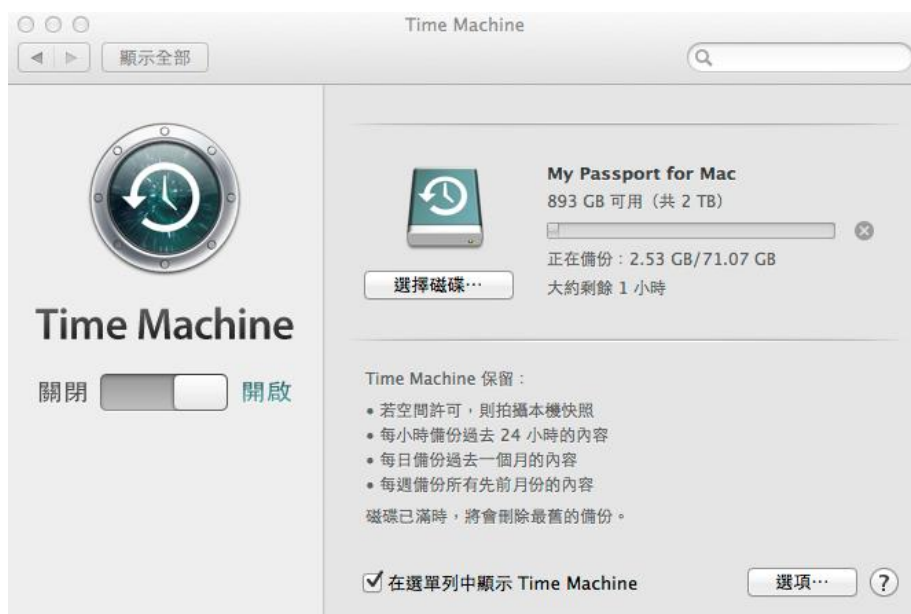 Time Machine
顯示全部
My Passport for Mac
893 GB 可用（共 2 TB）
正在備份：2.53 GB/71.07 GB
大約剩餘 1 小時
選擇磁碟⋯
Time Machine
關閉 開啟
Time Machine 保留：
• 若空間許可，則拍攝本機快照
• 每小時備份過去 24 小時的內容
• 每日備份過去一個月的內容
• 每週備份所有先前月份的內容
磁碟已滿時，將會刪除最舊的備份。
在選單列中顯示 Time Machine
選項⋯ ?